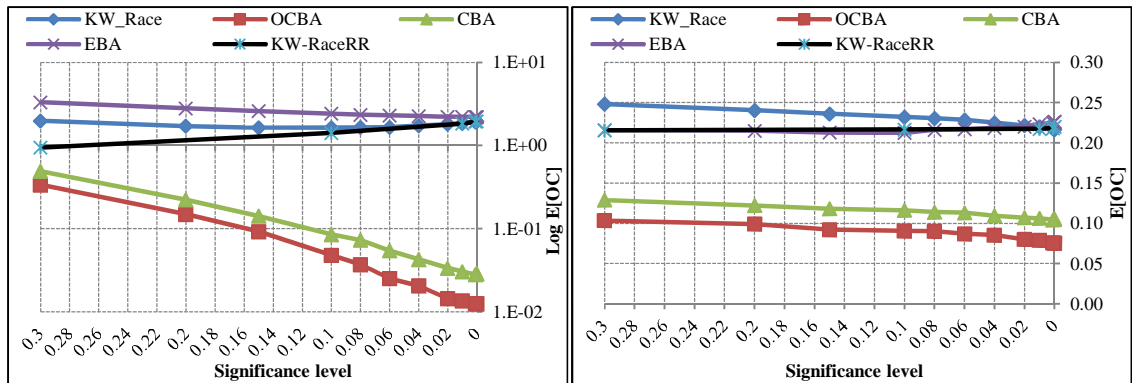 KW_Race OCBA CBA
EBA KW-RaceRR
1.E+01
1.E+00
1.E-01
1.E-02
Log E[OC]
0.3 0.28 0.26 0.24 0.22 0.2 0.18 0.16 0.14 0.12 0.1 0.08 0.06 0.04 0.02 0
Significance level
KW_Race OCBA CBA
EBA KW-RaceRR
0.30
0.25
0.20
0.15
0.10
0.05
0.00
E[OC]
0.3 0.28 0.26 0.24 0.22 0.2 0.18 0.16 0.14 0.12 0.1 0.08 0.06 0.04 0.02 0
Significance level